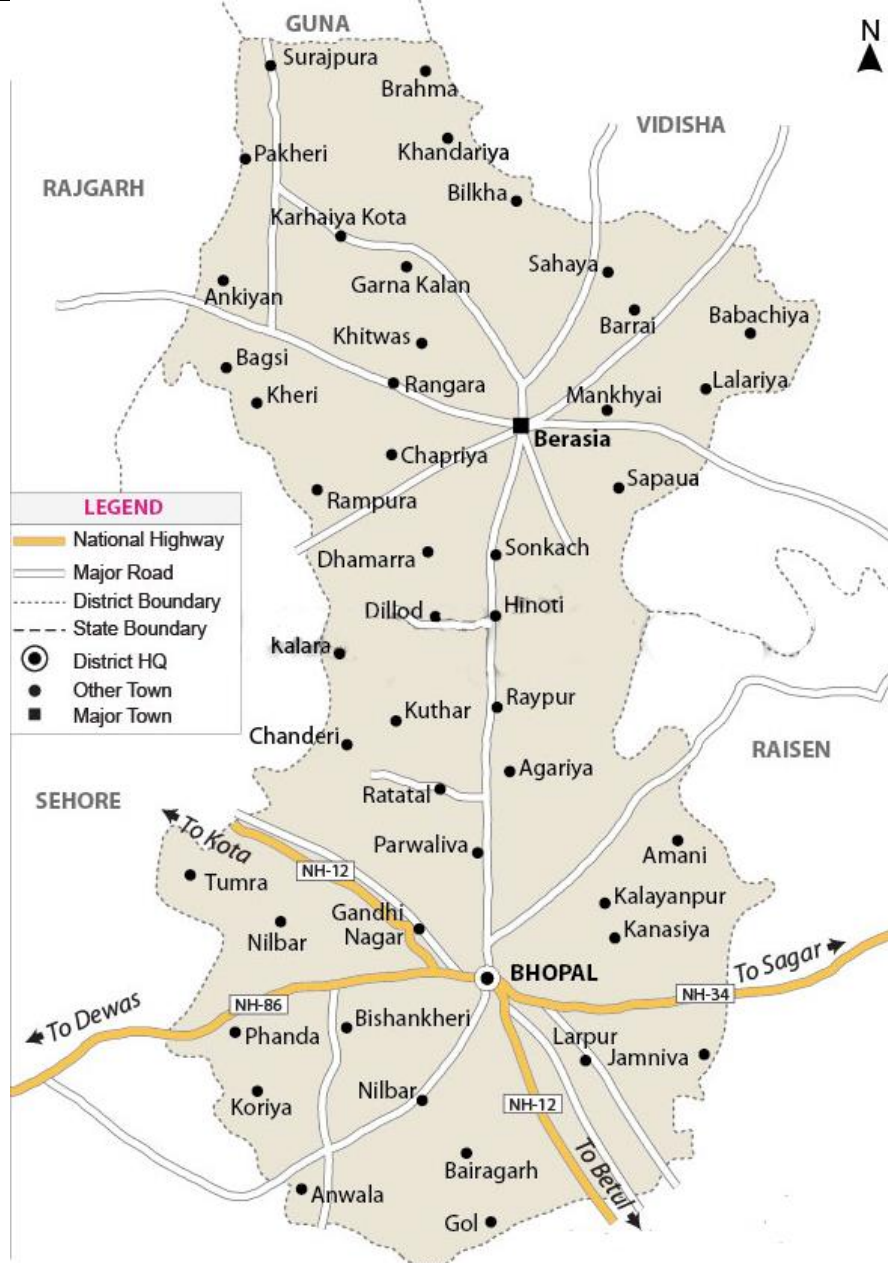 GUNA
N
Surajpura
Brahma
VIDISHA
Khandariya
Pakheri
RAJGARH
Bilkha
Karhaiya Kota
Sahaya
Garna Kalan
Ankiyan
Barrai
Babachiya
Khitwas
Bagsi
Rangara
Lalariya
Mankhyai
Kheri
Berasia
Chapriya
Sapaua
Rampura
LEGEND
National Highway
Major Road
District Boundary
State Boundary
District HQ
Other Town
Major Town
Dhamarra
Sonkach
Dillod
Hinoti
Kalara
Raypur
Kuthar
Chanderi
RAISEN
Agariya
Ratatal
SEHORE
To Kota
Parwaliva
Amani
NH-12
Tumra
Kalayanpur
Gandhi
Nagar
Nilbar
Kanasiya
BHOPAL
To Sagar
NH-34
NH-86
To Dewas
Phanda
Bishankheri
Larpur
Jamniva
Nilbar
Koriya
NH-12
To Betul
Bairagarh
Anwala
Gol